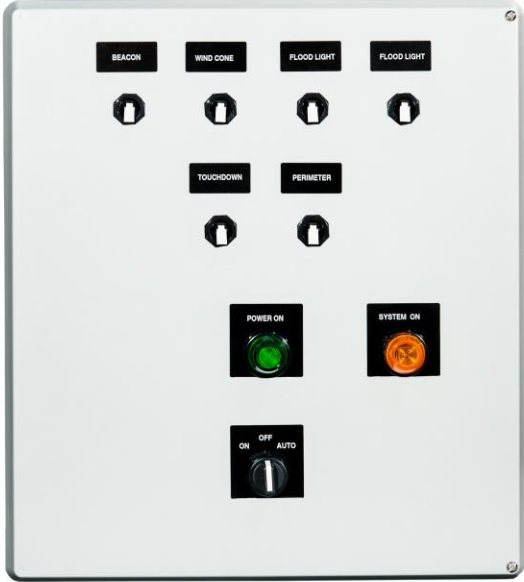 BEACON
WIND CONE
FLOOD LIGHT
FLOOD LIGHT
TOUCHDOWN
PERIMETER
POWER ON
SYSTEM ON
OFF
ON
AUTO